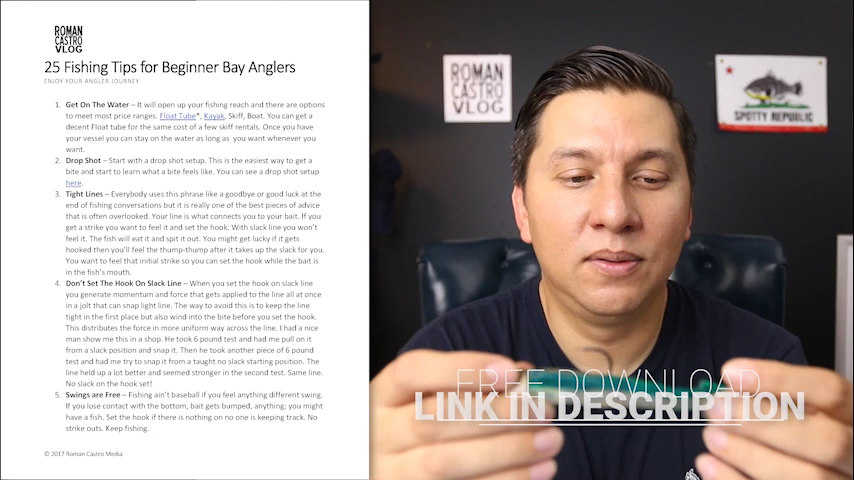 ROMAN
CASTRO
VLOG
25 Fishing Tips for Beginner Bay Anglers
ENJOY YOUR ANGLER JOURNEY
1. Get On The Water – It will open up your fishing reach and there are options
to meet most price ranges. Float Tube*, Kayak, Skiff, Boat. You can get a
decent Float tube for the same cost of a few skiff rentals. Once you have
your vessel you can stay on the water as long as you want whenever you
want.
2. Drop Shot – Start with a drop shot setup. This is the easiest way to get a
bite and start to learn what a bite feels like. You can see a drop shot setup
here.
3. Tight Lines – Everybody uses this phrase like a goodbye or good luck at the
end of fishing conversations but it is really one of the best pieces of advice
that is often overlooked. Your line is what connects you to your bait. If you
get a strike you want to feel it and set the hook. With slack line you won't
feel it. The fish will eat it and spit it out. You might get lucky if it gets
hooked then you'll feel the thump-thump after it takes up the slack for you.
You want to feel that initial strike so you can set the hook while the bait is
in the fish's mouth.
4. Don't Set The Hook On Slack Line – When you set the hook on slack line
you generate momentum and force that gets applied to the line all at once
in a jolt that can snap light line. The way to avoid this is to keep the line
tight in the first place but also wind into the bite before you set the hook.
This distributes the force in more uniform way across the line. I had a nice
man show me this in a shop. He took 6 pound test and had me pull on it
from a slack position and snap it. Then he took another piece of 6 pound
test and had me try to snap it from a taught no slack starting position. The
line held up a lot better and seemed stronger in the second test. Same line.
No slack on the hook set!
5. Swings are Free – Fishing ain't baseball if you feel anything different swing.
If you lose contact with the bottom, bait gets bumped, anything; you might
have a fish. Set the hook if there is nothing on no one is keeping track. No
strike outs. Keep fishing.
© 2017 Roman Castro Media
ROMAN
CASTRO
VLOG
SPOTTY REPUBLIC
FREE DOWNLOAD
LINK IN DESCRIPTION